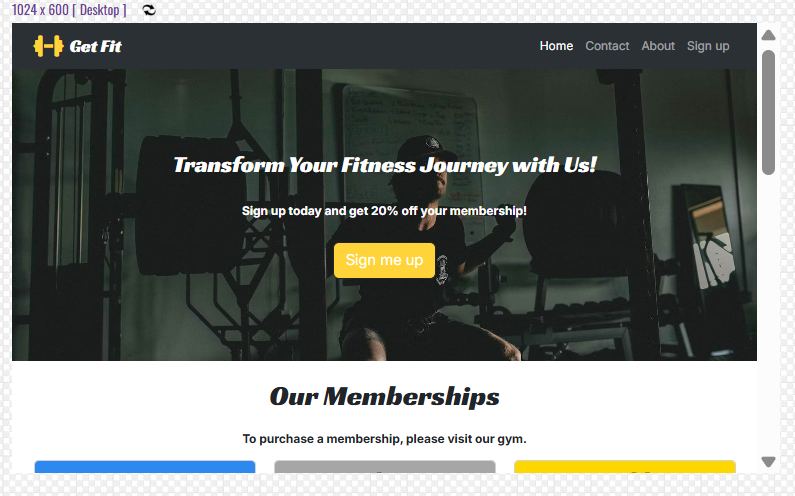 1024 x 600 [ Desktop ]
Get Fit
Home Contact About Sign up
Transform Your Fitness Journey with Us!
Sign up today and get 20% off your membership!
Sign me up
Our Memberships
To purchase a membership, please visit our gym.